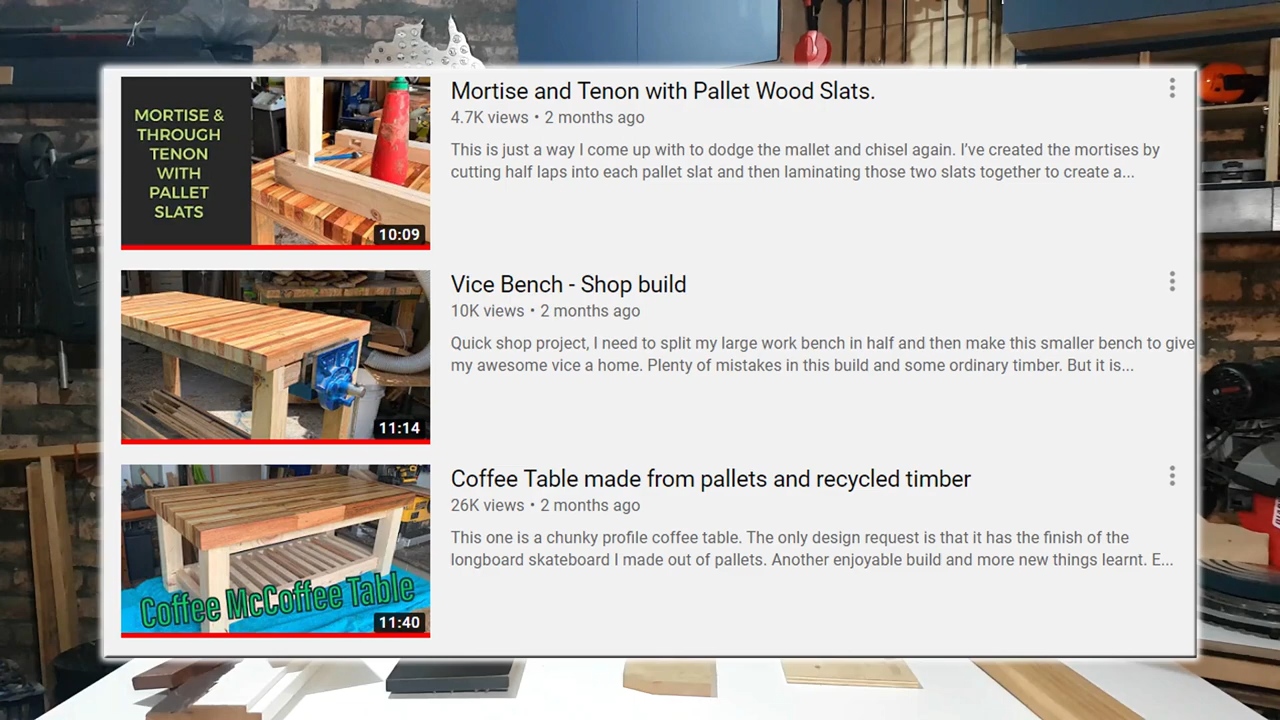 MORTISE &
THROUGH
TENON
WITH
PALLET
SLATS
10:09
Mortise and Tenon with Pallet Wood Slats.
4.7K views • 2 months ago
This is just a way I come up with to dodge the mallet and chisel again. I've created the mortises by
cutting half laps into each pallet slat and then laminating those two slats together to create a...
11:14
Vice Bench - Shop build
10K views • 2 months ago
Quick shop project, I need to split my large work bench in half and then make this smaller bench to give
my awesome vice a home. Plenty of mistakes in this build and some ordinary timber. But it is...
Coffee McCoffee Table
11:40
Coffee Table made from pallets and recycled timber
26K views • 2 months ago
This one is a chunky profile coffee table. The only design request is that it has the finish of the
longboard skateboard I made out of pallets. Another enjoyable build and more new things learnt. E...